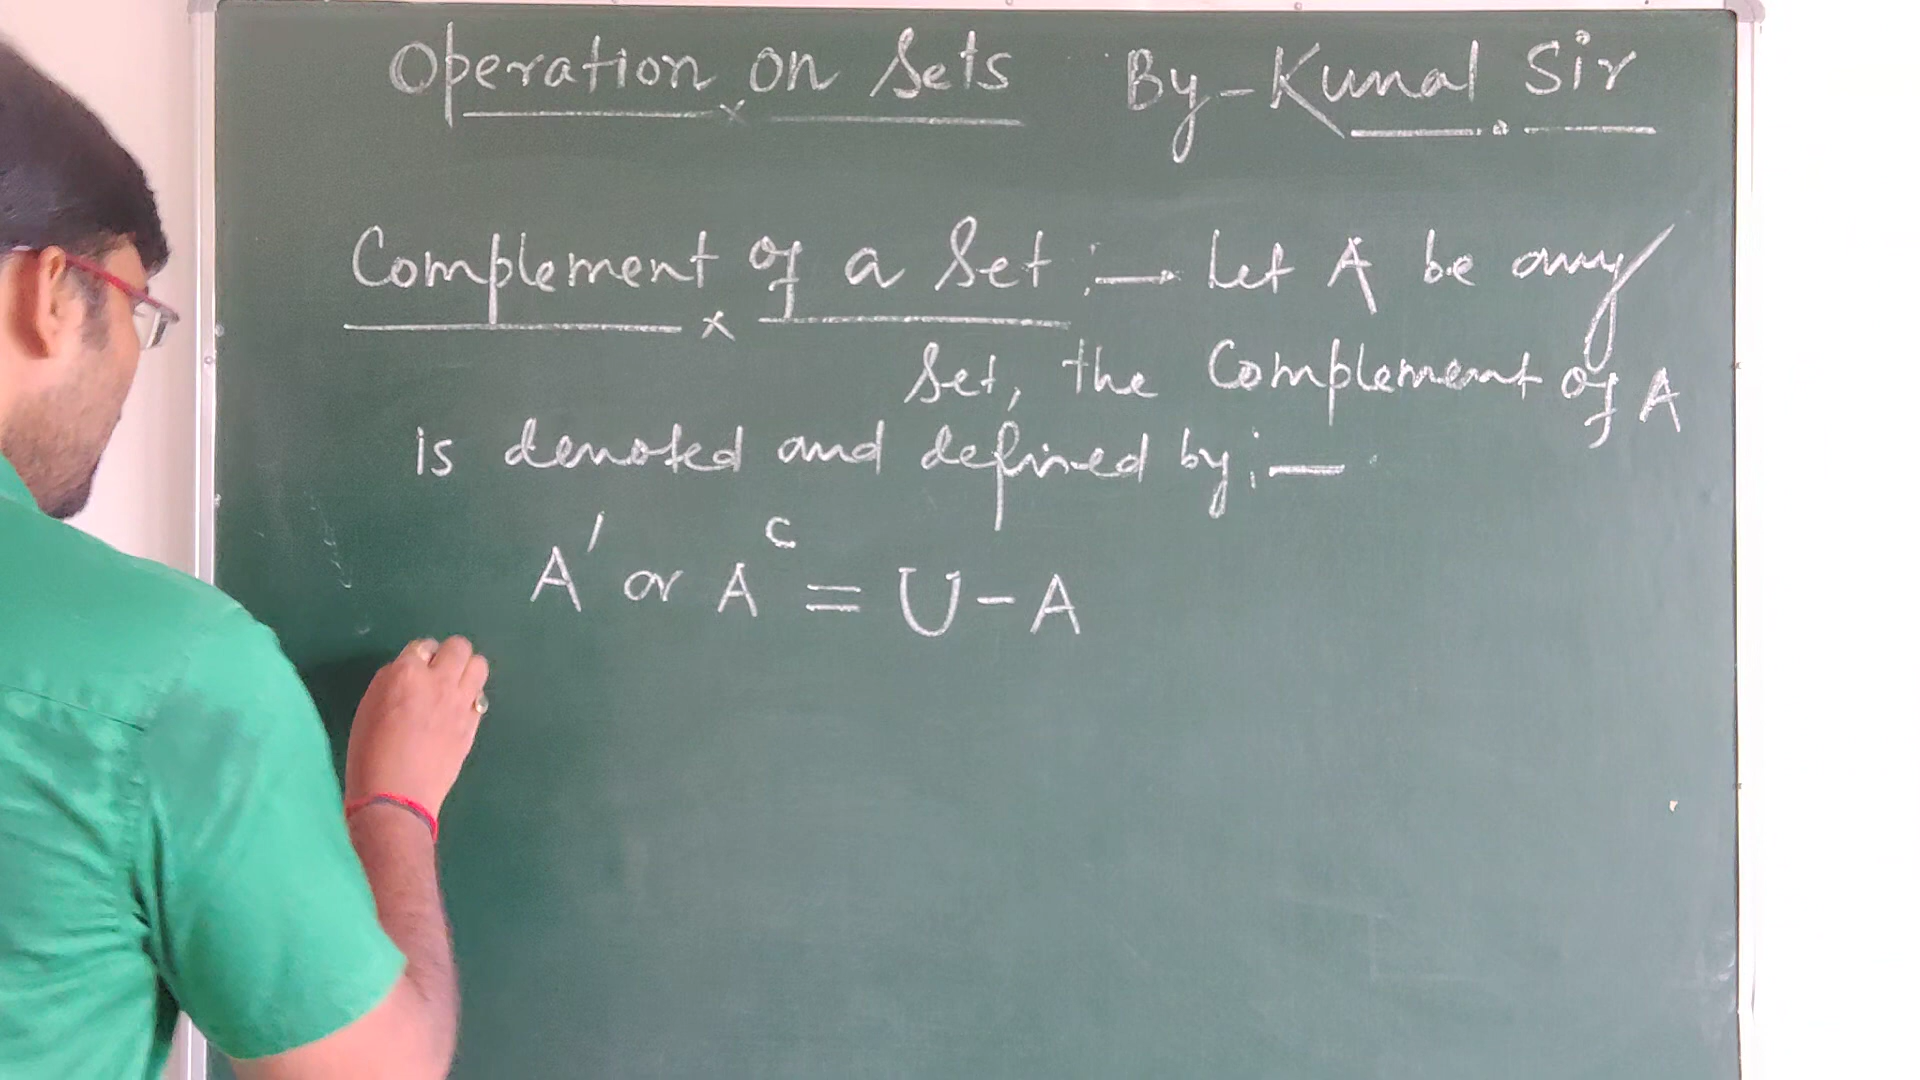 Operation on Sets By - Kunal Sir
Complement of a Set :— Let A be any
Set, the Complement of A
is denoted and defined by :—
A' or Aᶜ = U - A